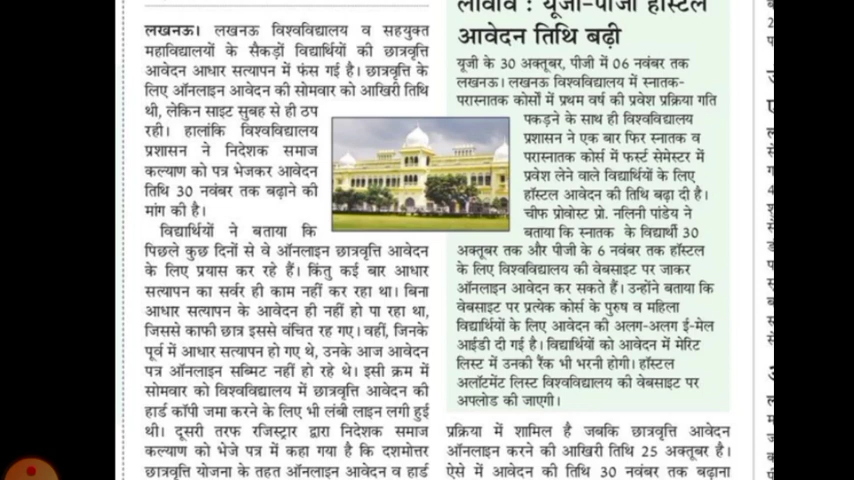 लखनऊ। लखनऊ विश्वविद्यालय व सहयुक्त
महाविद्यालयों के सैकड़ों विद्यार्थियों की छात्रवृत्ति
आवेदन आधार सत्यापन में फंस गई है। छात्रवृत्ति के
लिए ऑनलाइन आवेदन की सोमवार को आखिरी तिथि
थी, लेकिन साइट सुबह से ही ठप
रही। हालांकि विश्वविद्यालय
प्रशासन ने निदेशक समाज
कल्याण को पत्र भेजकर आवेदन
तिथि 30 नवंबर तक बढ़ाने की
मांग की है।
विद्यार्थियों ने बताया कि
पिछले कुछ दिनों से वे ऑनलाइन छात्रवृत्ति आवेदन
के लिए प्रयास कर रहे हैं। किंतु कई बार आधार
सत्यापन का सर्वर ही काम नहीं कर रहा था। बिना
आधार सत्यापन के आवेदन ही नहीं हो पा रहा था,
जिससे काफी छात्र इससे वंचित रह गए। वहीं, जिनके
पूर्व में आधार सत्यापन हो गए थे, उनके आज आवेदन
पत्र ऑनलाइन सब्मिट नहीं हो रहे थे। इसी क्रम में
सोमवार को विश्वविद्यालय में छात्रवृत्ति आवेदन की
हार्ड कॉपी जमा करने के लिए भी लंबी लाइन लगी हुई
थी। दूसरी तरफ रजिस्ट्रार द्वारा निदेशक समाज
कल्याण को भेजे पत्र में कहा गया है कि दशमोत्तर
छात्रवृत्ति योजना के तहत ऑनलाइन आवेदन व हार्ड
लविवि : यूजी-पीजी हॉस्टल
आवेदन तिथि बढ़ी
यूजी के 30 अक्तूबर, पीजी में 06 नवंबर तक
लखनऊ। लखनऊ विश्वविद्यालय में स्नातक-
परास्नातक कोर्सों में प्रथम वर्ष की प्रवेश प्रक्रिया गति
पकड़ने के साथ ही विश्वविद्यालय
प्रशासन ने एक बार फिर स्नातक व
परास्नातक कोर्स में फर्स्ट सेमेस्टर में
प्रवेश लेने वाले विद्यार्थियों के लिए
हॉस्टल आवेदन की तिथि बढ़ा दी है।
चीफ प्रोवोस्ट प्रो. नलिनी पांडेय ने
बताया कि स्नातक के विद्यार्थी 30
अक्तूबर तक और पीजी के 6 नवंबर तक हॉस्टल
के लिए विश्वविद्यालय की वेबसाइट पर जाकर
ऑनलाइन आवेदन कर सकते हैं। उन्होंने बताया कि
वेबसाइट पर प्रत्येक कोर्स के पुरुष व महिला
विद्यार्थियों के लिए आवेदन की अलग-अलग ई-मेल
आईडी दी गई है। विद्यार्थियों को आवेदन में मेरिट
लिस्ट में उनकी रैंक भी भरनी होगी। हॉस्टल
अलॉटमेंट लिस्ट विश्वविद्यालय की वेबसाइट पर
अपलोड की जाएगी।
प्रक्रिया में शामिल है जबकि छात्रवृत्ति आवेदन
ऑनलाइन करने की आखिरी तिथि 25 अक्तूबर है।
ऐसे में आवेदन की तिथि 30 नवंबर तक बढ़ाना